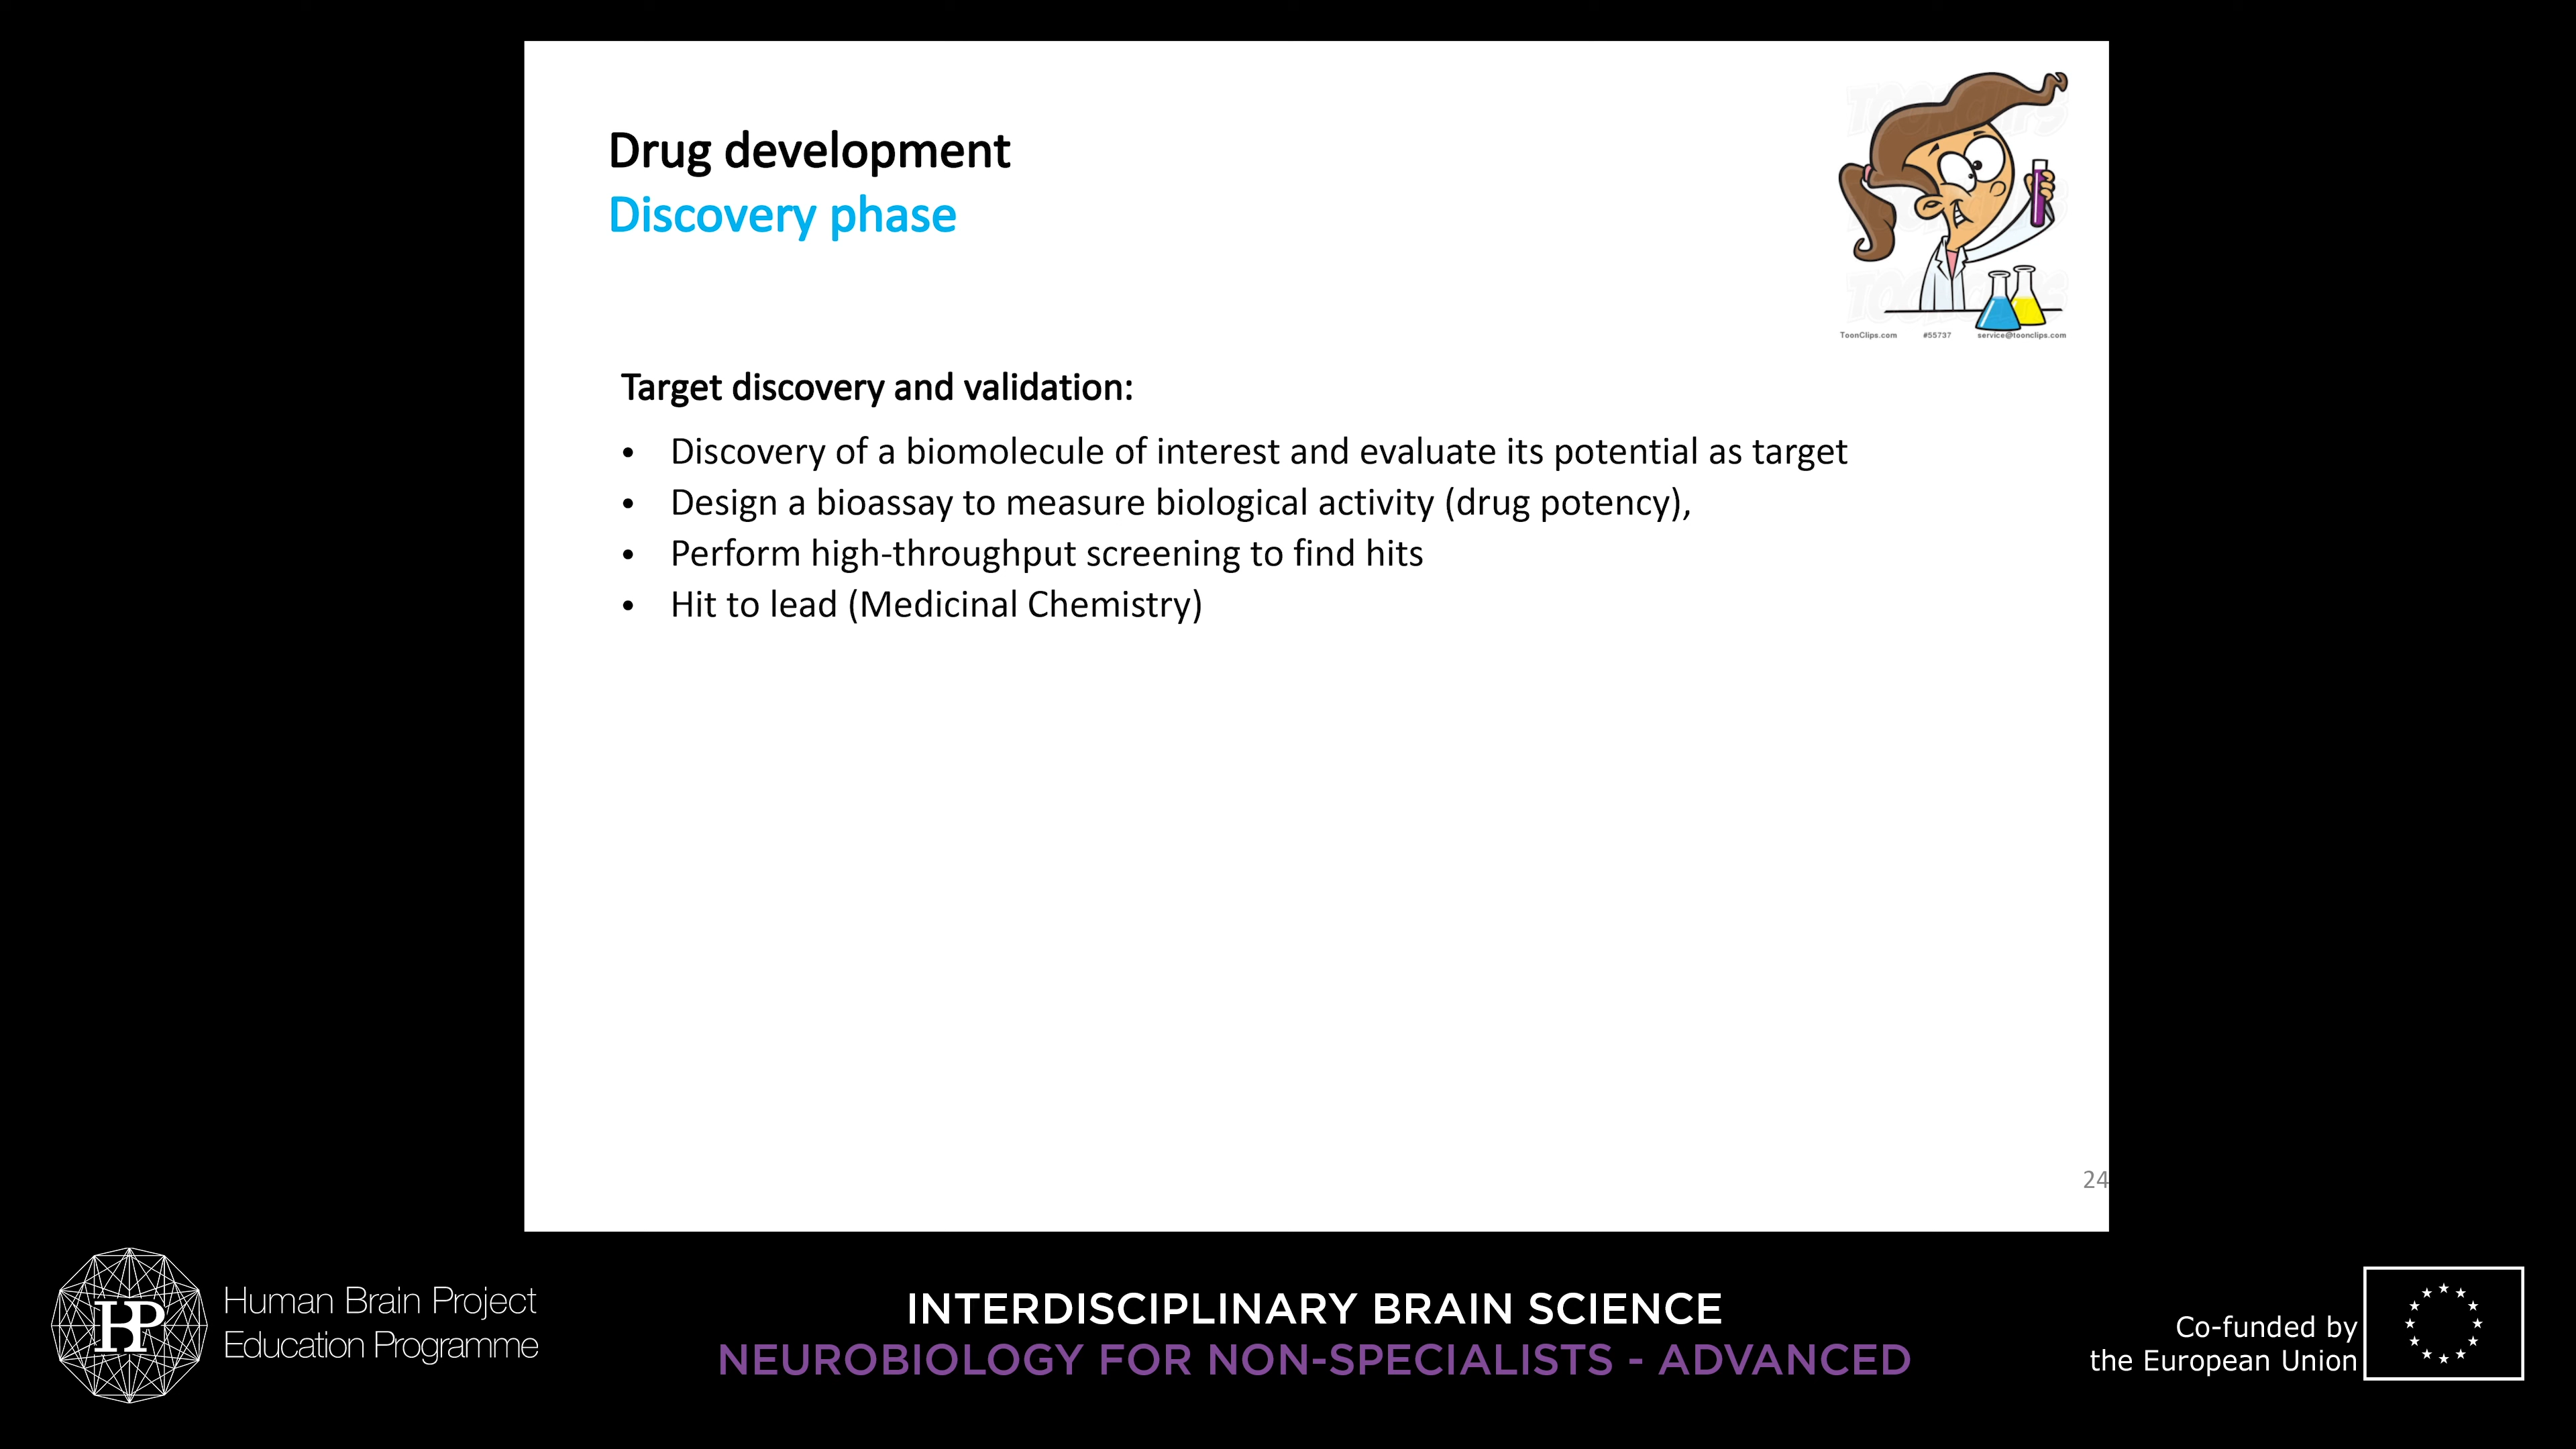 Drug development
Discovery phase
ToonClips.com #55737 service@toonclips.com
Target discovery and validation:
• Discovery of a biomolecule of interest and evaluate its potential as target
• Design a bioassay to measure biological activity (drug potency),
• Perform high-throughput screening to find hits
• Hit to lead (Medicinal Chemistry)
24
HBP
Human Brain Project
Education Programme
INTERDISCIPLINARY BRAIN SCIENCE
NEUROBIOLOGY FOR NON-SPECIALISTS - ADVANCED
Co-funded by
the European Union